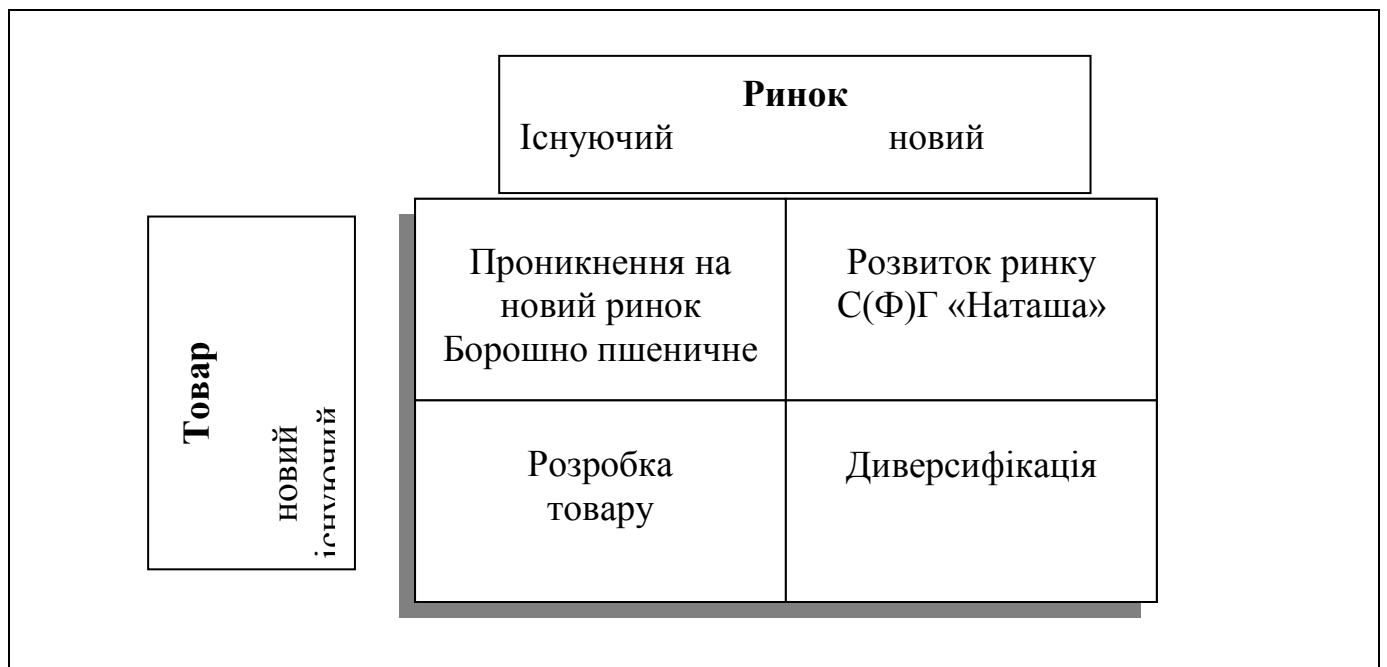 Ринок
Існуючий новий
Товар
новий
існуючий
Проникнення на
новий ринок
Борошно пшеничне
Розвиток ринку
С(Ф)Г «Наташа»
Розробка
товару
Диверсифікація